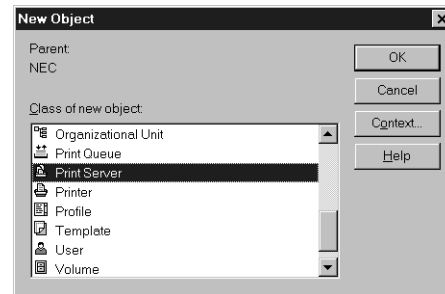 New Object
Parent:
NEC
Class of new object:
Organizational Unit
Print Queue
Print Server
Printer
Profile
Template
User
Volume
OK
Cancel
Context...
Help